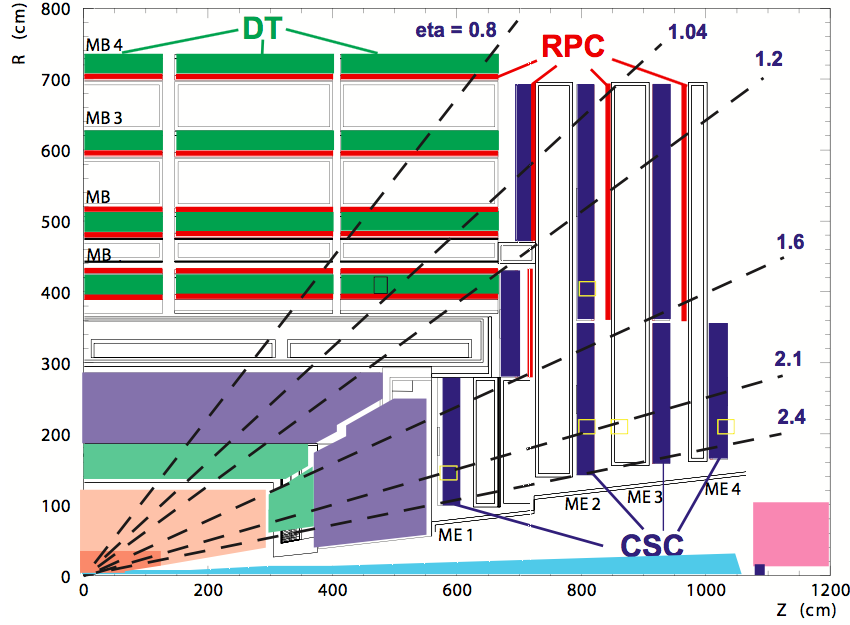 R (cm)
800
700
600
500
400
300
200
100
0
DT
eta = 0.8
1.04
RPC
1.2
MB 4
MB 3
MB
MB
1.6
2.1
2.4
ME 1
ME 2
ME 3
ME 4
CSC
0
200
400
600
800
1000
1200
Z (cm)